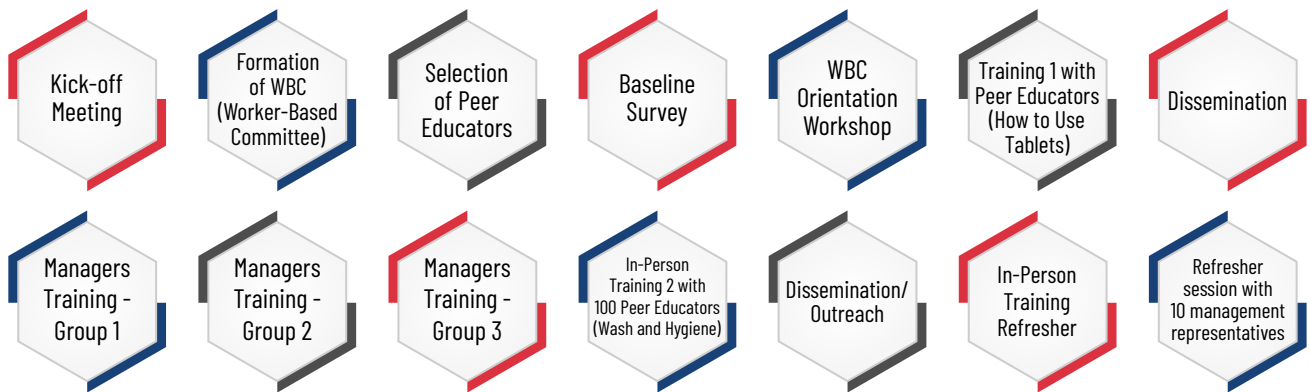 Kick-off
Meeting
Formation
of WBC
(Worker-Based
Committee)
Selection
of Peer
Educators
Baseline
Survey
WBC
Orientation
Workshop
Training 1 with
Peer Educators
(How to Use
Tablets)
Dissemination
Managers
Training -
Group 1
Managers
Training -
Group 2
Managers
Training -
Group 3
In-Person
Training 2 with
100 Peer Educators
(Wash and Hygiene)
Dissemination/
Outreach
In-Person
Training
Refresher
Refresher
session with
10 management
representatives